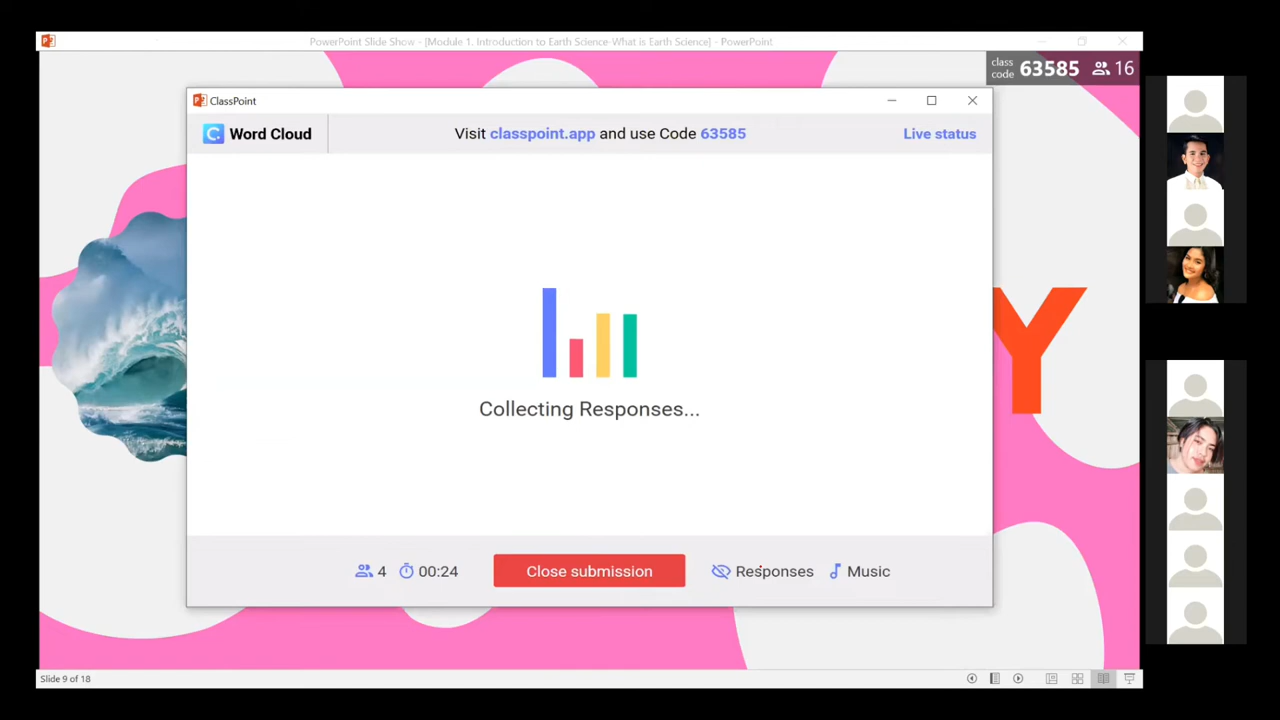 PowerPoint Slide Show - [Module 1. Introduction to Earth Science-What is Earth Science] - PowerPoint
class code 63585 16
ClassPoint
C. Word Cloud
Visit classpoint.app and use Code 63585
Live status
Y
Collecting Responses...
4 00:24 Close submission Responses Music
Slide 9 of 18